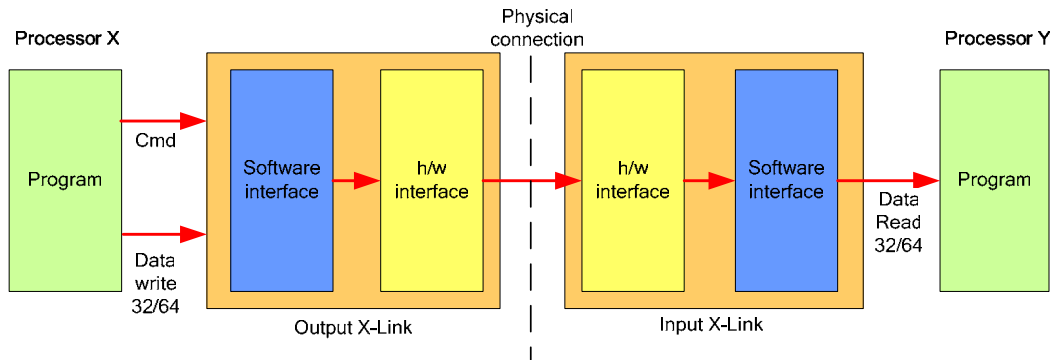 Physical
connection
Processor X
Processor Y
Program
Cmd
Data
write
32/64
Software
interface
h/w
interface
Output X-Link
h/w
interface
Software
interface
Input X-Link
Data
Read
32/64
Program